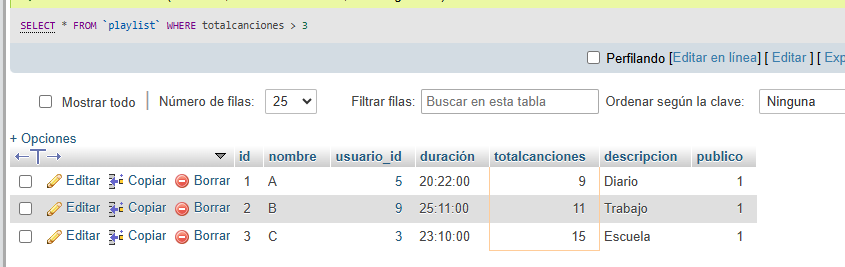 SELECT * FROM `playlist` WHERE totalcanciones > 3
Perfilando [Editar en línea] [ Editar ] [ Exp
Mostrar todo | Número de filas: 25 Filtrar filas: Buscar en esta tabla Ordenar según la clave: Ninguna
+ Opciones
←T→ id nombre usuario_id duración totalcanciones descripcion publico
Editar Copiar Borrar 1 A 5 20:22:00 9 Diario 1
Editar Copiar Borrar 2 B 9 25:11:00 11 Trabajo 1
Editar Copiar Borrar 3 C 3 23:10:00 15 Escuela 1